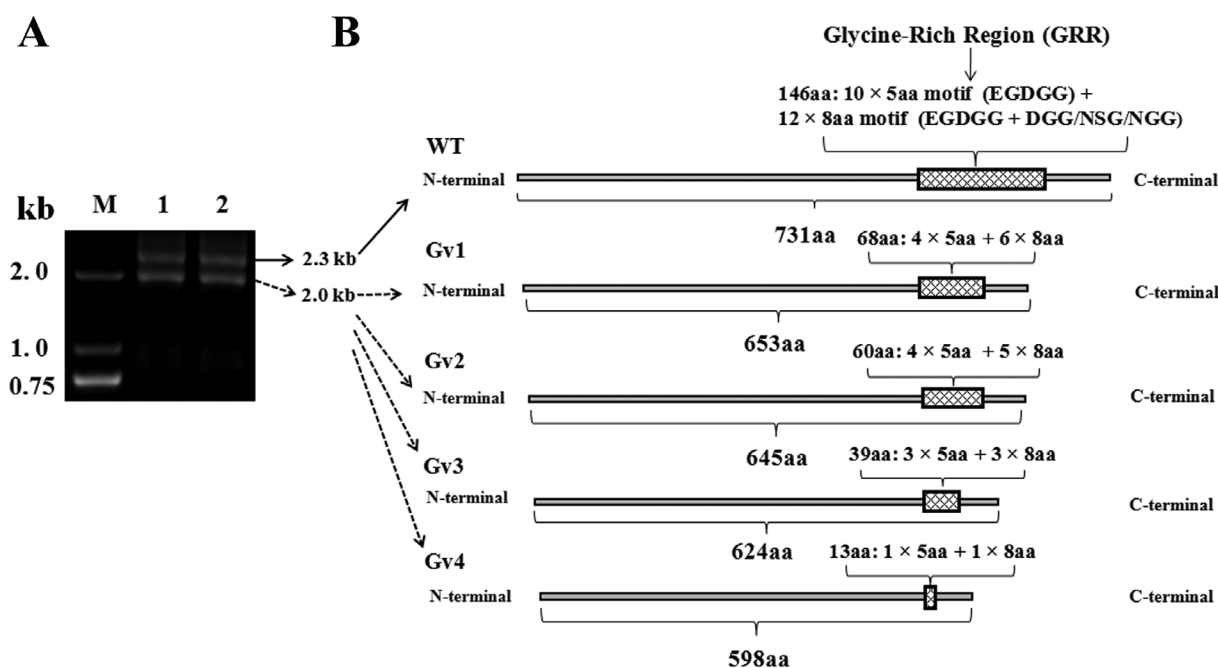 A
B
Glycine-Rich Region (GRR)
146aa: 10 × 5aa motif (EGDGG) +
12 × 8aa motif (EGDGG + DGG/NSG/NGG)
WT
N-terminal
C-terminal
731aa
kb
M
1
2
2.0
1.0
0.75
2.3 kb
2.0 kb
Gv1
68aa: 4 × 5aa + 6 × 8aa
N-terminal
C-terminal
653aa
Gv2
60aa: 4 × 5aa + 5 × 8aa
N-terminal
C-terminal
645aa
Gv3
39aa: 3 × 5aa + 3 × 8aa
N-terminal
C-terminal
624aa
Gv4
13aa: 1 × 5aa + 1 × 8aa
N-terminal
C-terminal
598aa